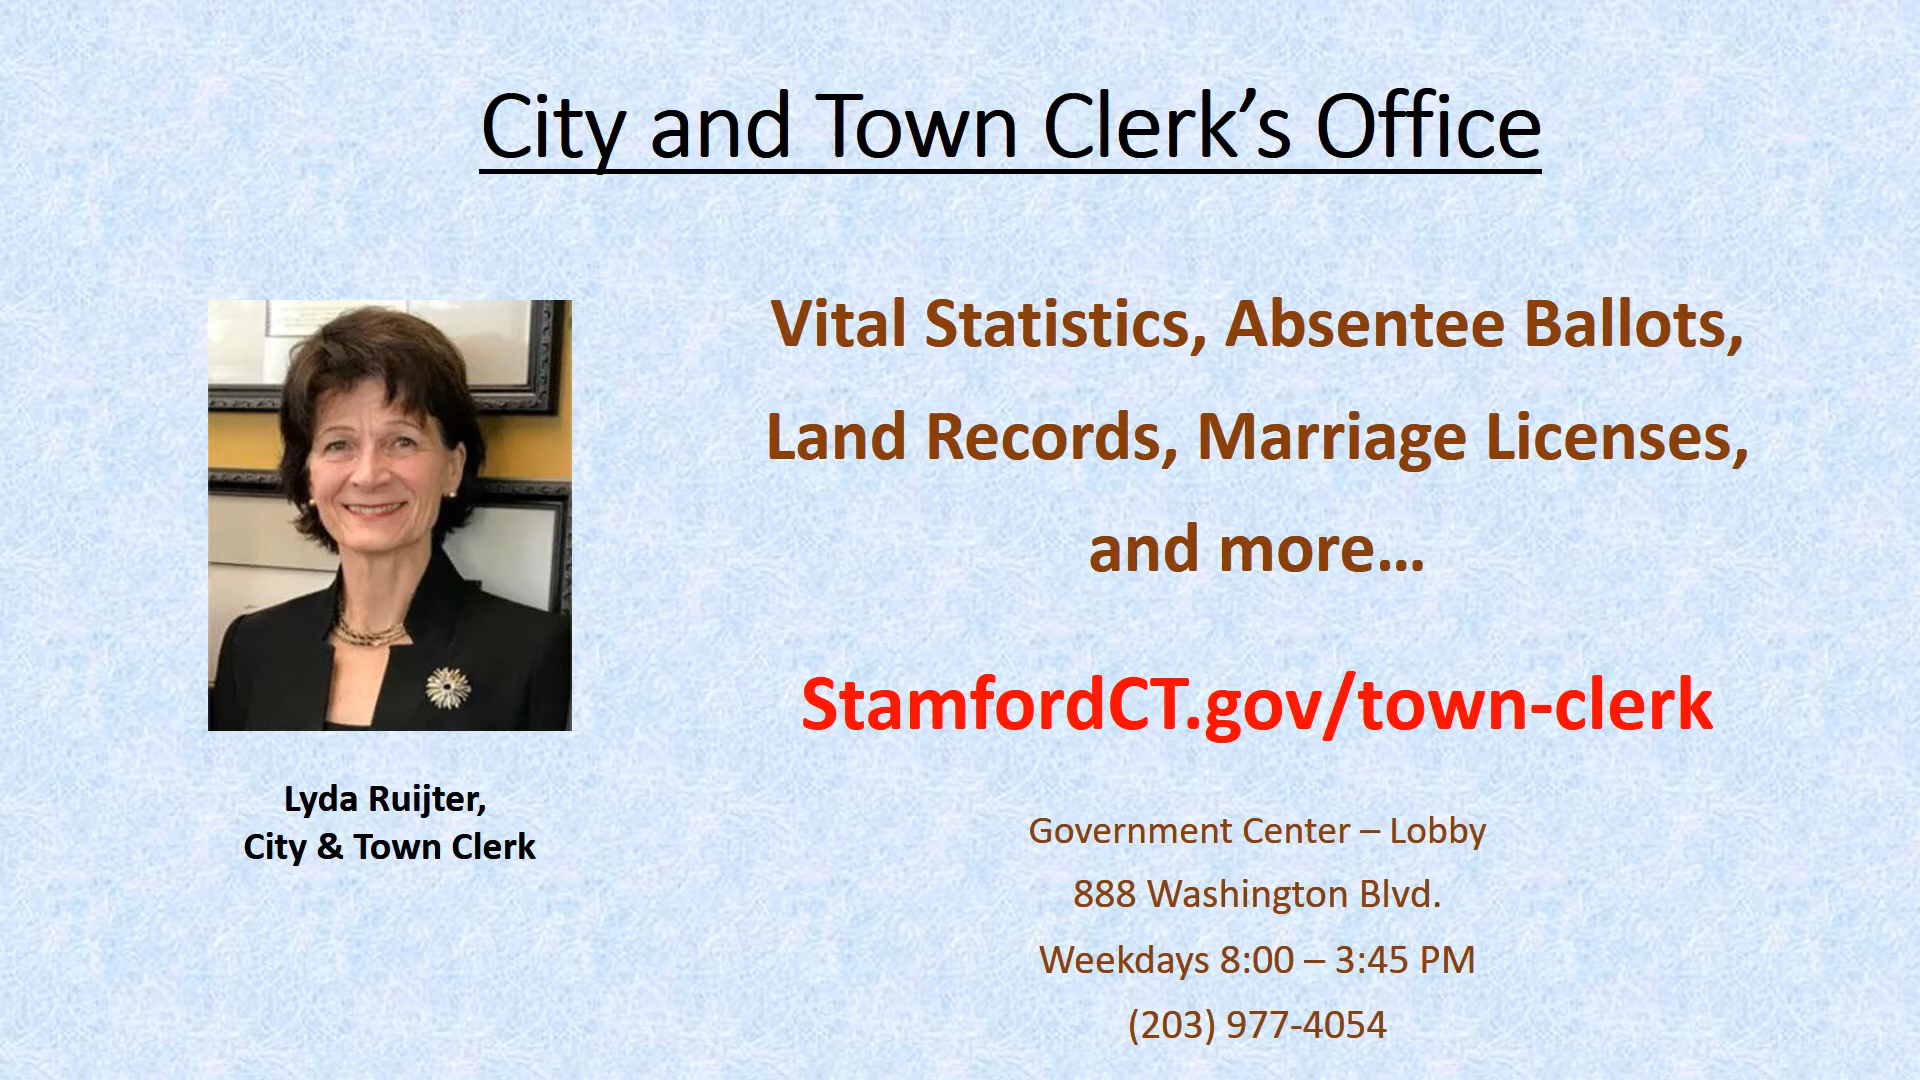 City and Town Clerk’s Office
Vital Statistics, Absentee Ballots,
Land Records, Marriage Licenses,
and more…
StamfordCT.gov/town-clerk
Lyda Ruijter,
City & Town Clerk
Government Center – Lobby
888 Washington Blvd.
Weekdays 8:00 – 3:45 PM
(203) 977-4054